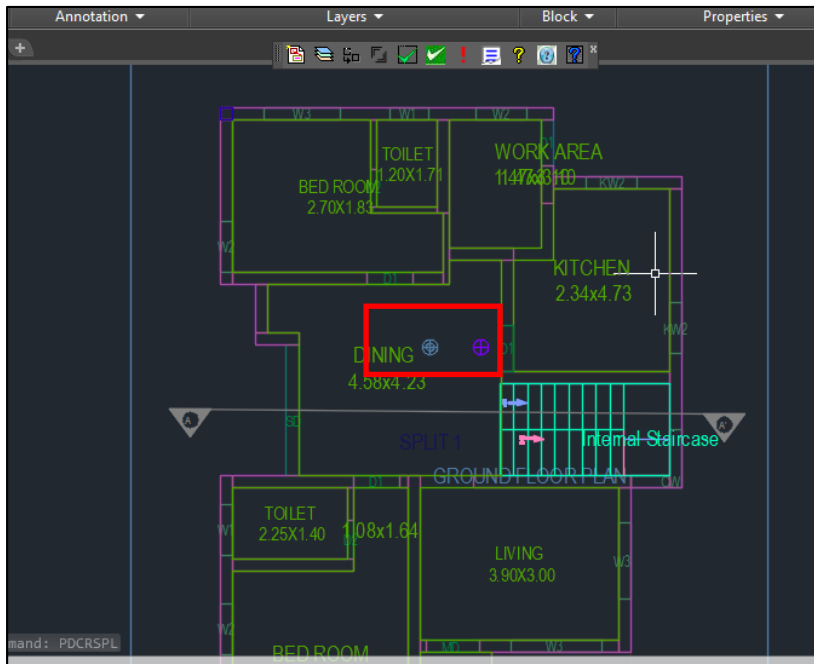 Annotation
Layers
Block
Properties
W3
W1
W2
D1
TOILET
1.20X1.71
WORK AREA
BED ROOM
2.70X1.83
KW2
W2
KITCHEN
2.34x4.73
D1
KW2
DINING
4.58x4.23
D1
A
A'
SD
SPLIT 1
Internal Staircase
GROUND FLOOR PLAN
D1
OW
TOILET
2.25X1.40
W1
1.08x1.64
LIVING
3.90X3.00
W3
W2
MD
W3
BED ROOM
mand: PDCRSPL